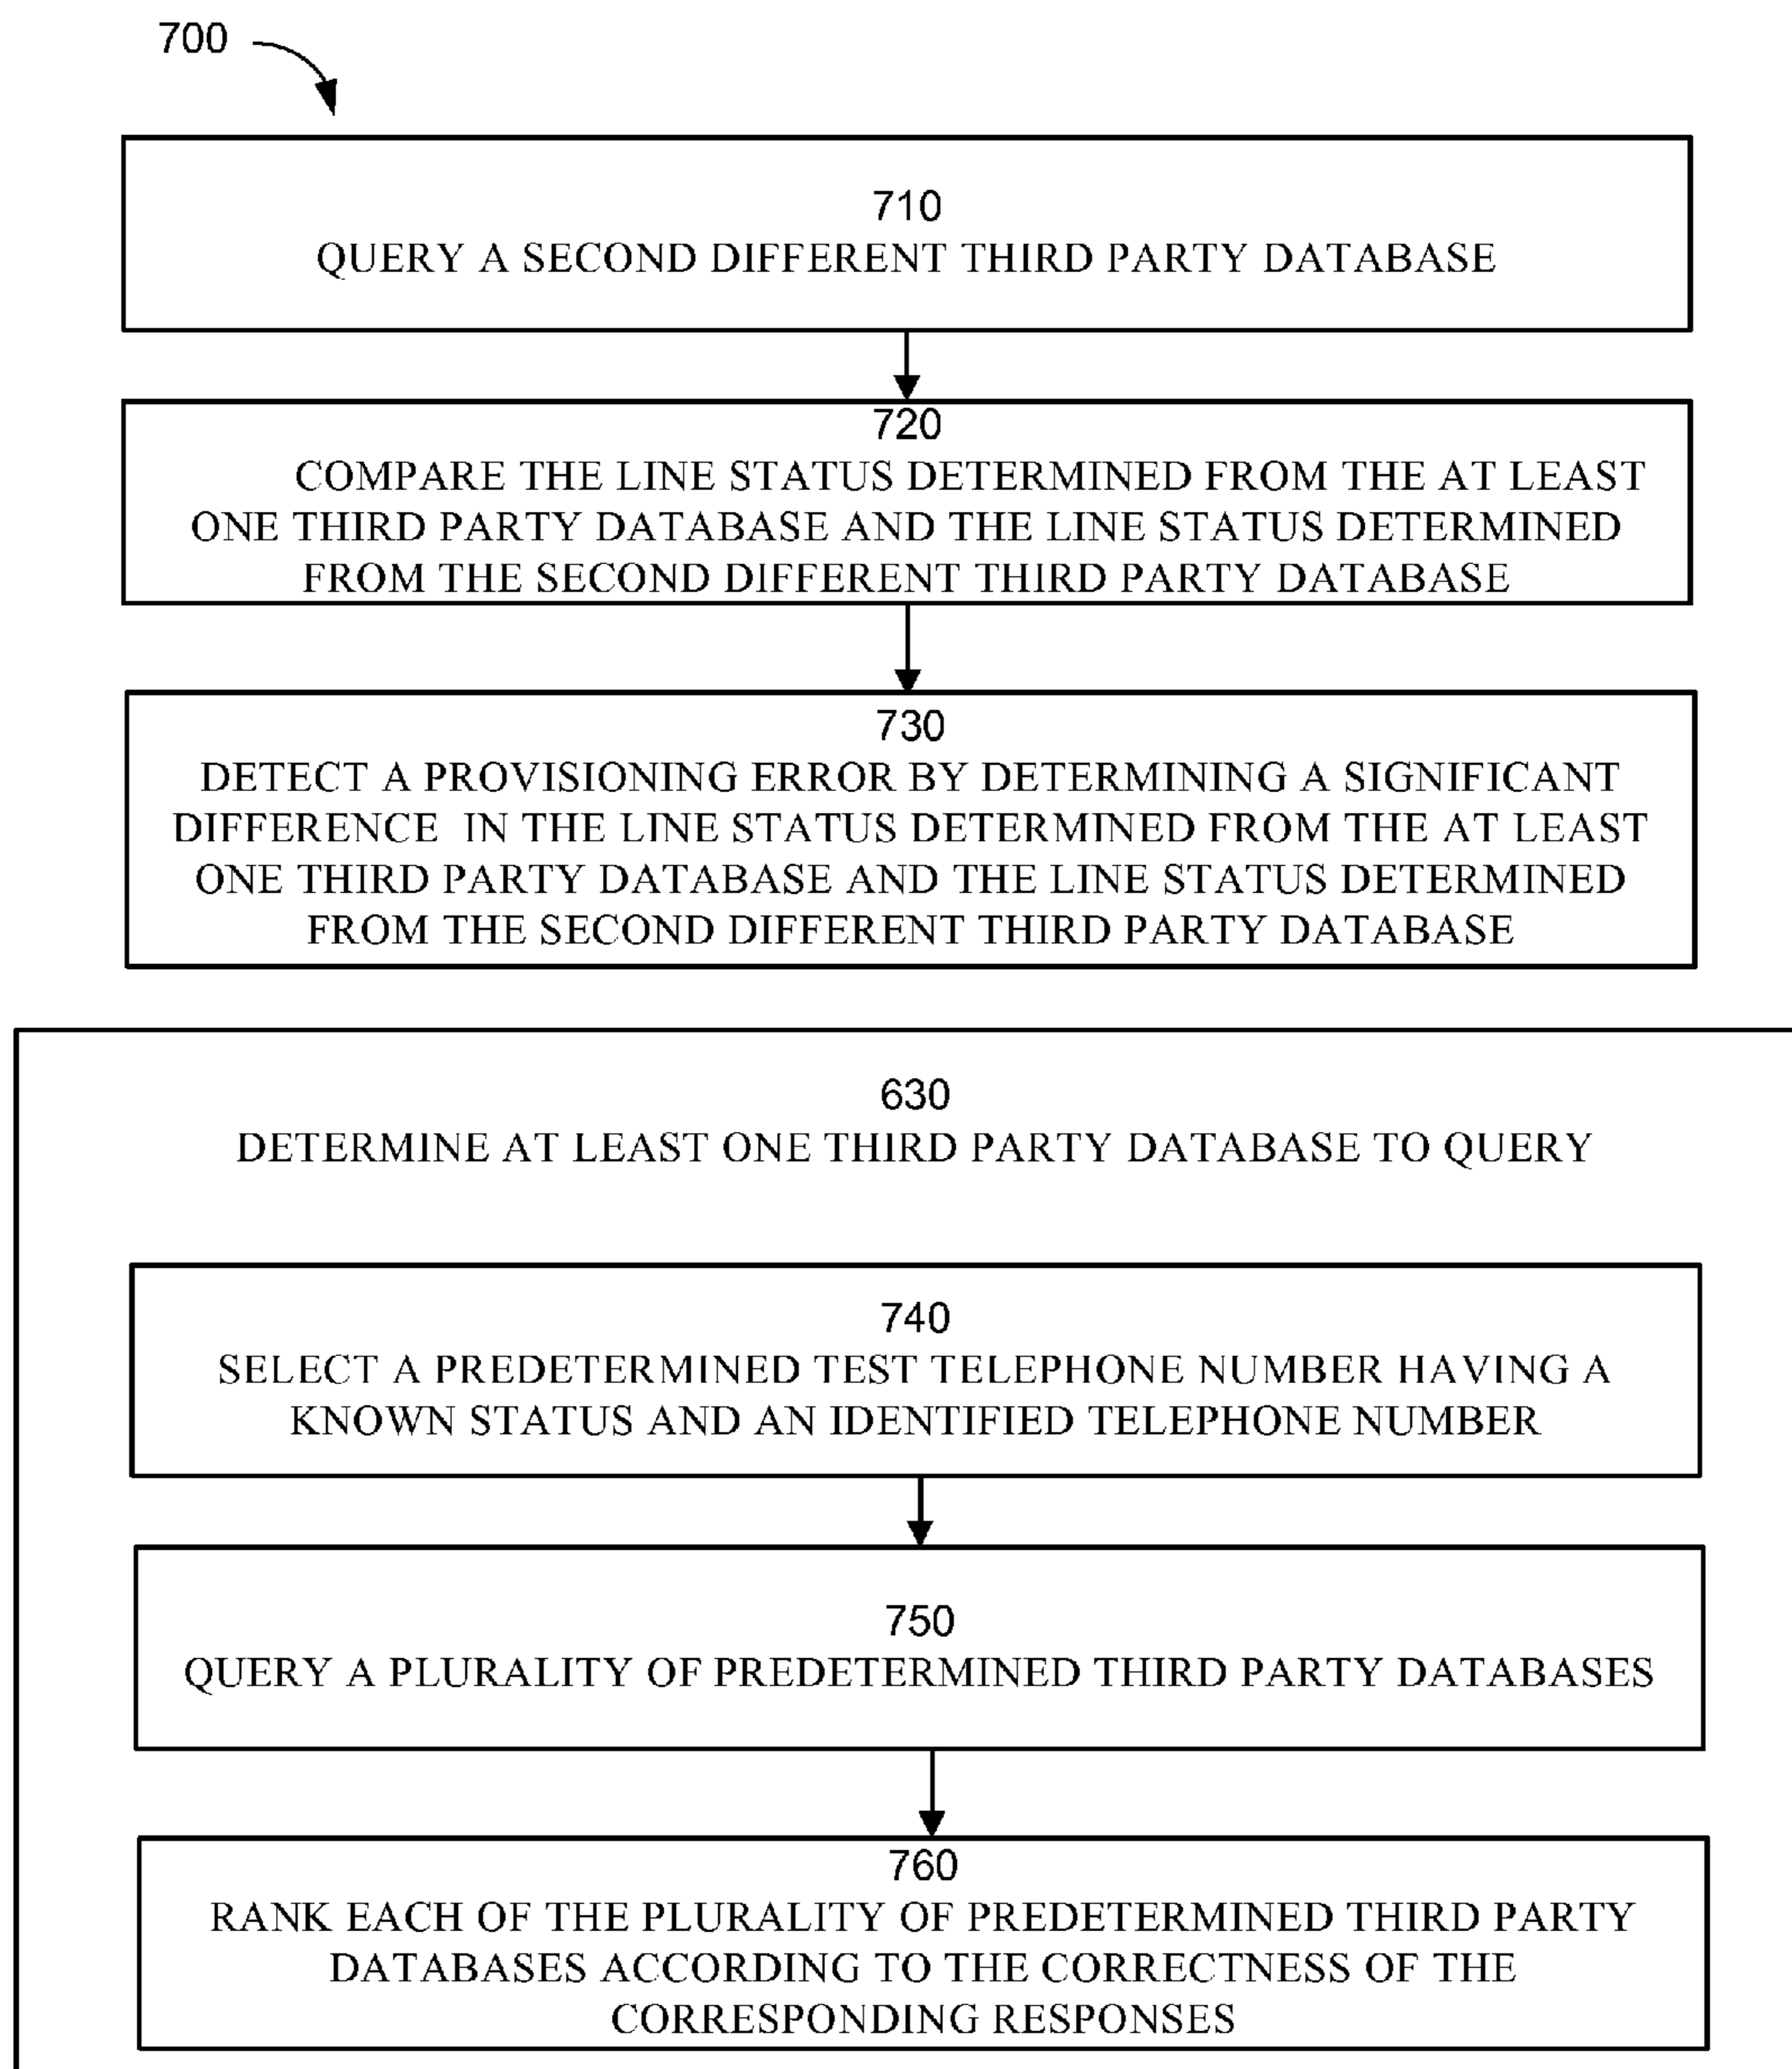 700
710
QUERY A SECOND DIFFERENT THIRD PARTY DATABASE
720
COMPARE THE LINE STATUS DETERMINED FROM THE AT LEAST
ONE THIRD PARTY DATABASE AND THE LINE STATUS DETERMINED
FROM THE SECOND DIFFERENT THIRD PARTY DATABASE
730
DETECT A PROVISIONING ERROR BY DETERMINING A SIGNIFICANT
DIFFERENCE IN THE LINE STATUS DETERMINED FROM THE AT LEAST
ONE THIRD PARTY DATABASE AND THE LINE STATUS DETERMINED
FROM THE SECOND DIFFERENT THIRD PARTY DATABASE
630
DETERMINE AT LEAST ONE THIRD PARTY DATABASE TO QUERY
740
SELECT A PREDETERMINED TEST TELEPHONE NUMBER HAVING A
KNOWN STATUS AND AN IDENTIFIED TELEPHONE NUMBER
750
QUERY A PLURALITY OF PREDETERMINED THIRD PARTY DATABASES
760
RANK EACH OF THE PLURALITY OF PREDETERMINED THIRD PARTY
DATABASES ACCORDING TO THE CORRECTNESS OF THE
CORRESPONDING RESPONSES